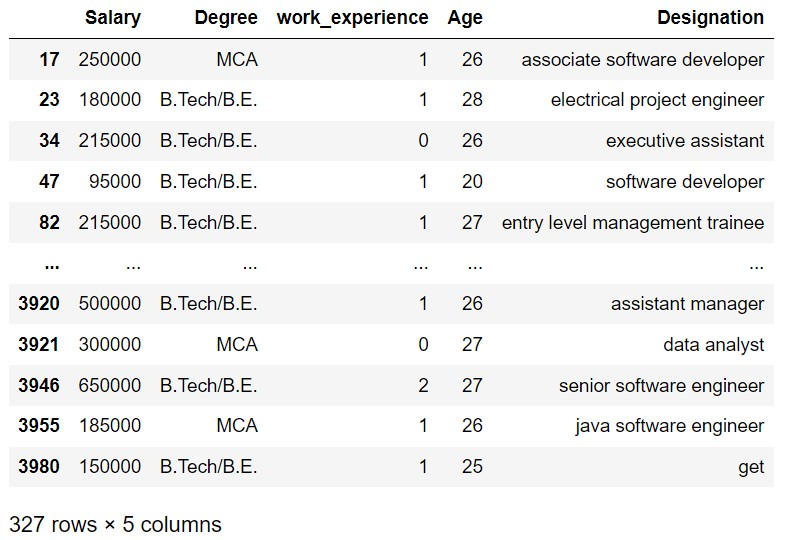 Salary Degree work_experience Age Designation
17 250000 MCA 1 26 associate software developer
23 180000 B.Tech/B.E. 1 28 electrical project engineer
34 215000 B.Tech/B.E. 0 26 executive assistant
47 95000 B.Tech/B.E. 1 20 software developer
82 215000 B.Tech/B.E. 1 27 entry level management trainee
... ... ... ... ... ...
3920 500000 B.Tech/B.E. 1 26 assistant manager
3921 300000 MCA 0 27 data analyst
3946 650000 B.Tech/B.E. 2 27 senior software engineer
3955 185000 MCA 1 26 java software engineer
3980 150000 B.Tech/B.E. 1 25 get
327 rows × 5 columns